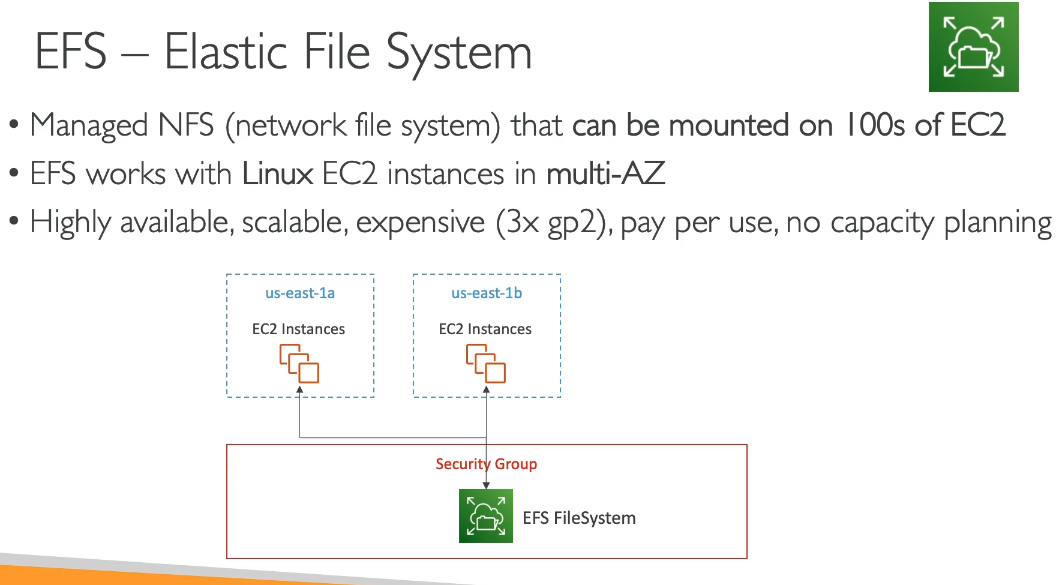 EFS – Elastic File System
• Managed NFS (network file system) that can be mounted on 100s of EC2
• EFS works with Linux EC2 instances in multi-AZ
• Highly available, scalable, expensive (3x gp2), pay per use, no capacity planning
us-east-1a
EC2 Instances
us-east-1b
EC2 Instances
Security Group
EFS FileSystem